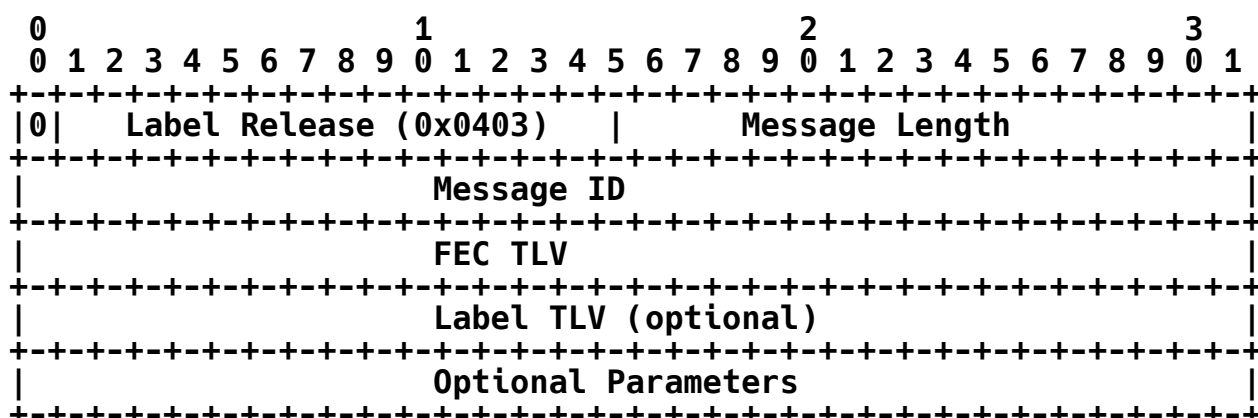 0                   1                   2                   3
 0 1 2 3 4 5 6 7 8 9 0 1 2 3 4 5 6 7 8 9 0 1 2 3 4 5 6 7 8 9 0 1
+-+-+-+-+-+-+-+-+-+-+-+-+-+-+-+-+-+-+-+-+-+-+-+-+-+-+-+-+-+-+-+-+
|0|   Label Release (0x0403)   |      Message Length            |
+-+-+-+-+-+-+-+-+-+-+-+-+-+-+-+-+-+-+-+-+-+-+-+-+-+-+-+-+-+-+-+-+
|                     Message ID                                |
+-+-+-+-+-+-+-+-+-+-+-+-+-+-+-+-+-+-+-+-+-+-+-+-+-+-+-+-+-+-+-+-+
|                     FEC TLV                                   |
+-+-+-+-+-+-+-+-+-+-+-+-+-+-+-+-+-+-+-+-+-+-+-+-+-+-+-+-+-+-+-+-+
|                     Label TLV (optional)                      |
+-+-+-+-+-+-+-+-+-+-+-+-+-+-+-+-+-+-+-+-+-+-+-+-+-+-+-+-+-+-+-+-+
|                     Optional Parameters                       |
+-+-+-+-+-+-+-+-+-+-+-+-+-+-+-+-+-+-+-+-+-+-+-+-+-+-+-+-+-+-+-+-+